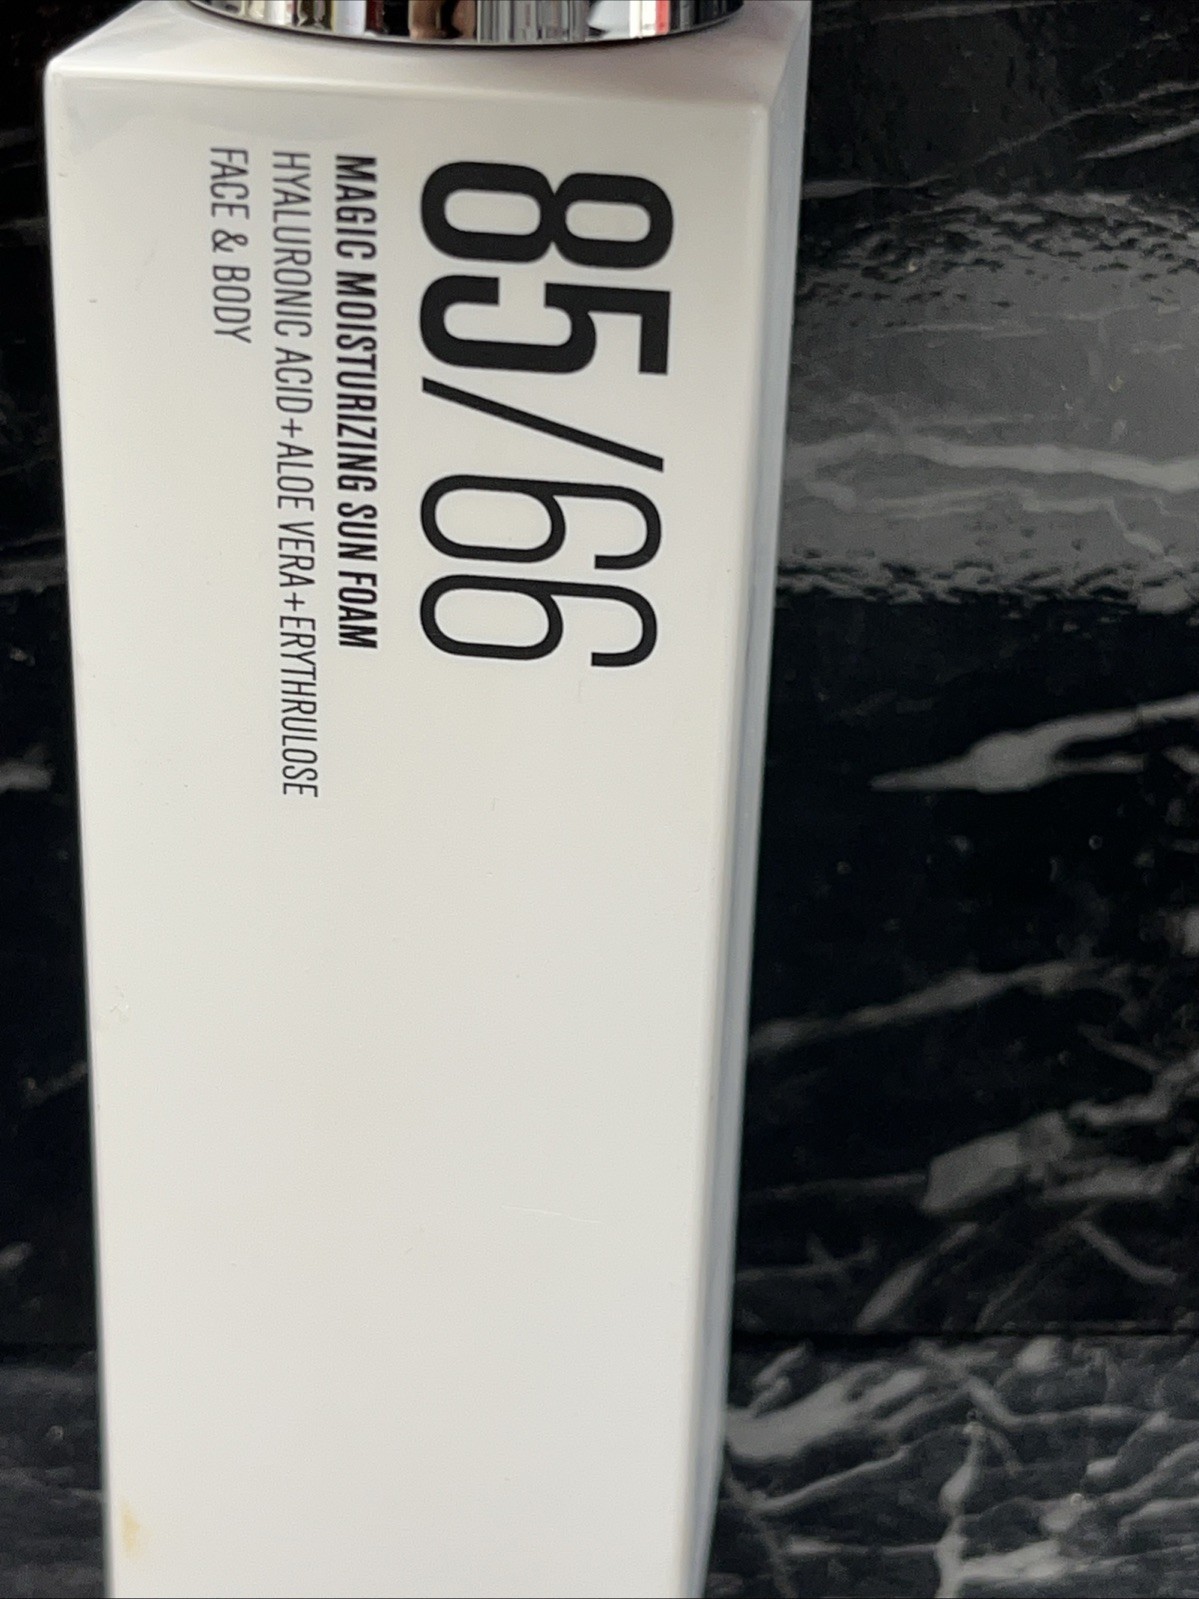 85/66
MAGIC MOISTURIZING SUN FOAM
HYALURONIC ACID+ALOE VERA+ERYTHRULOSE
FACE & BODY